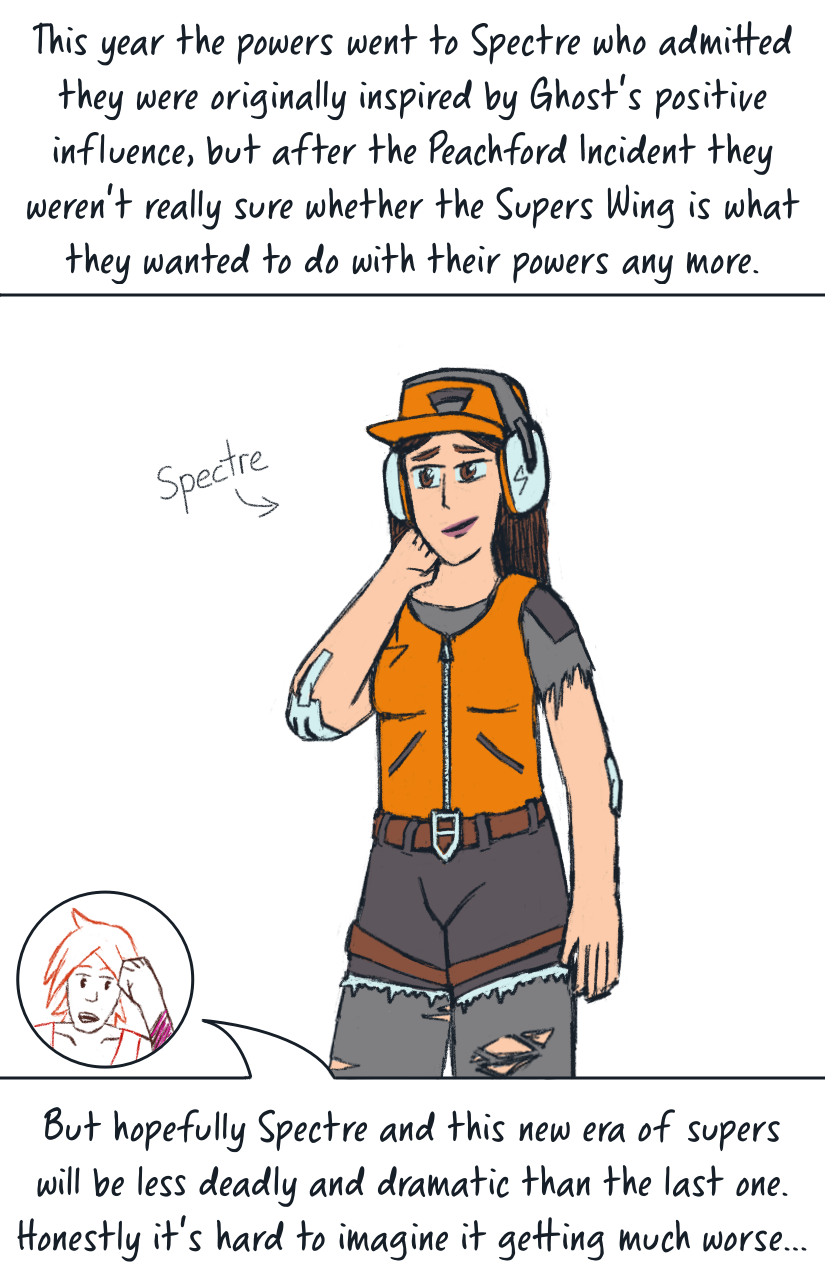 This year the powers went to Spectre who admitted
they were originally inspired by Ghost's positive
influence, but after the Peachford Incident they
weren't really sure whether the Supers Wing is what
they wanted to do with their powers any more.
Spectre
S
But hopefully Spectre and this new era of supers
will be less deadly and dramatic than the last one.
Honestly it's hard to imagine it getting much worse...